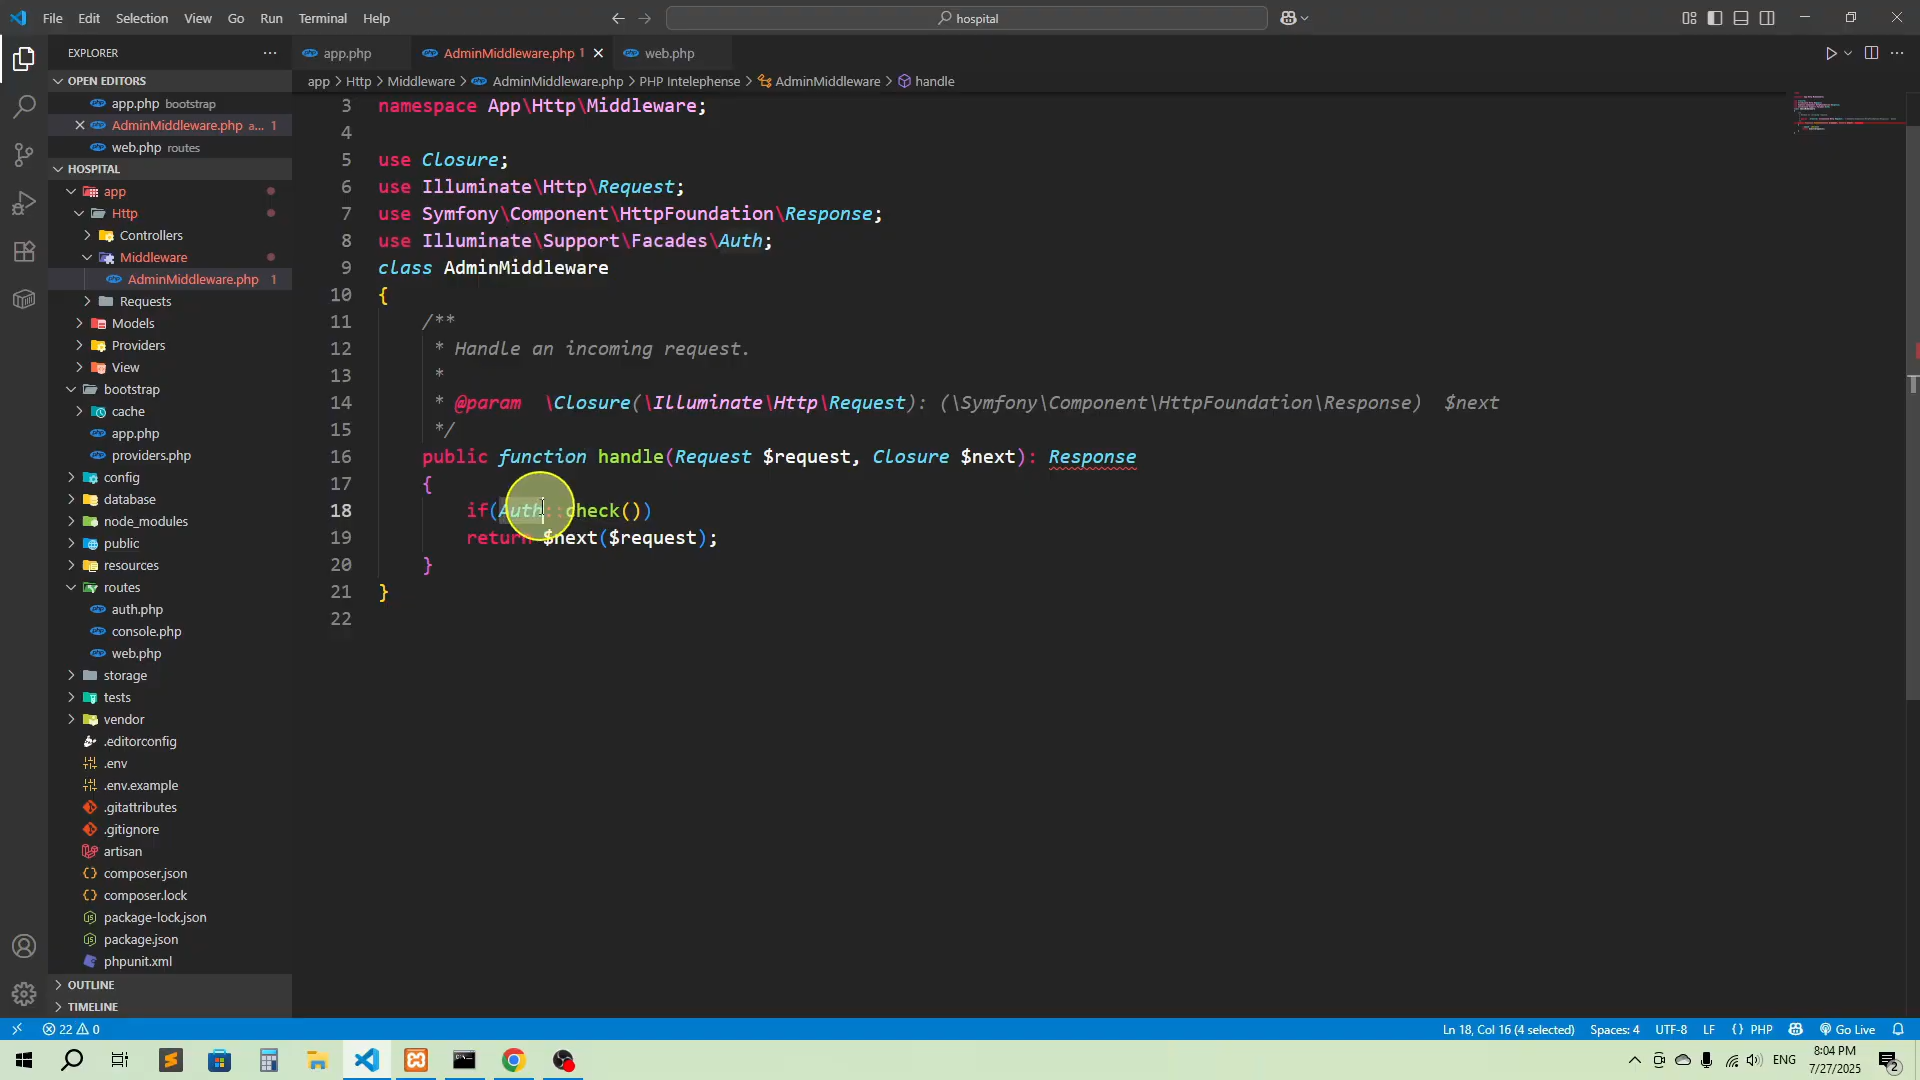 File Edit Selection View Go Run Terminal Help
hospital
EXPLORER
app.php
AdminMiddleware.php 1
web.php
OPEN EDITORS
app.php bootstrap
AdminMiddleware.php a... 1
web.php routes
HOSPITAL
app
Http
Controllers
Middleware
AdminMiddleware.php 1
Requests
Models
Providers
View
bootstrap
cache
app.php
providers.php
config
database
node_modules
public
resources
routes
auth.php
console.php
web.php
storage
tests
vendor
.editorconfig
.env
.env.example
.gitattributes
.gitignore
artisan
composer.json
composer.lock
package-lock.json
package.json
phpunit.xml
OUTLINE
TIMELINE
app > Http > Middleware > AdminMiddleware.php > PHP Intelephense > AdminMiddleware > handle
3 namespace App\Http\Middleware;
4
5 use Closure;
6 use Illuminate\Http\Request;
7 use Symfony\Component\HttpFoundation\Response;
8 use Illuminate\Support\Facades\Auth;
9 class AdminMiddleware
10 {
11 /**
12 * Handle an incoming request.
13 *
14 * @param \Closure(\Illuminate\Http\Request): (\Symfony\Component\HttpFoundation\Response) $next
15 */
16 public function handle(Request $request, Closure $next): Response
17 {
18 if(Auth::check())
19 return $next($request);
20 }
21 }
22
22 0
Ln 18, Col 16 (4 selected) Spaces: 4 UTF-8 LF {} PHP Go Live
ENG
8:04 PM
7/27/2025
2